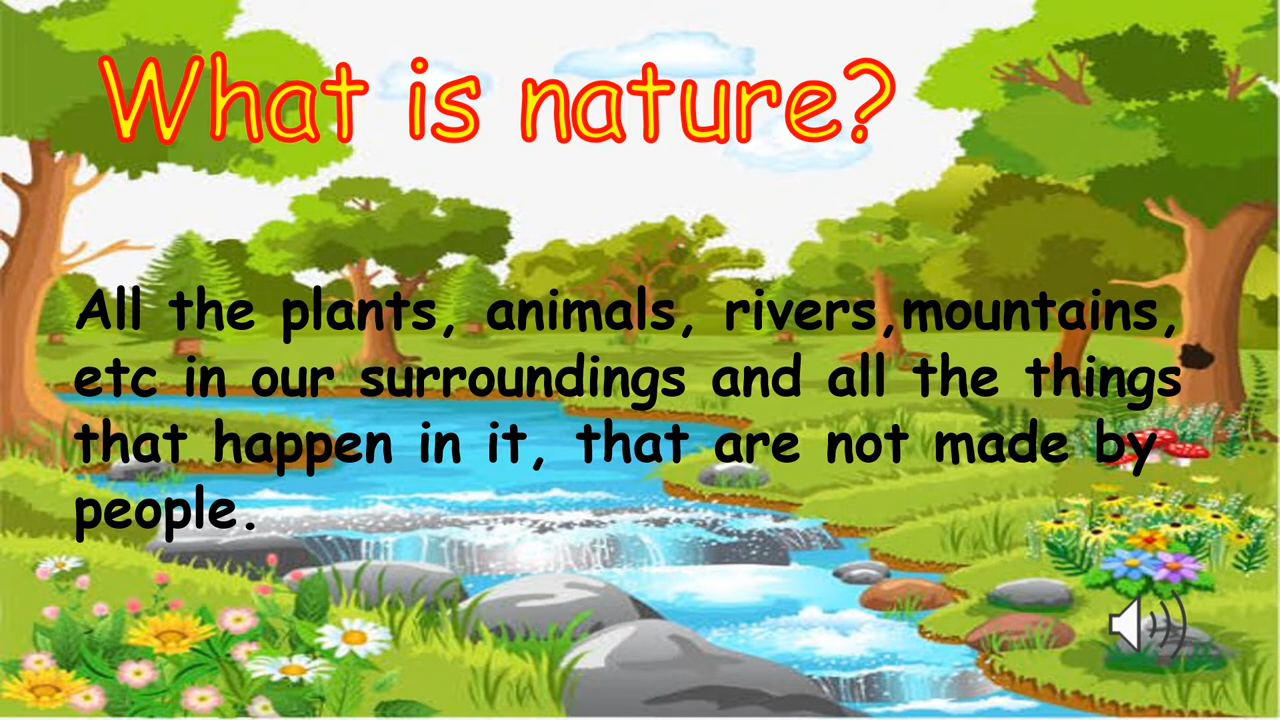 What is nature?
All the plants, animals, rivers,mountains,
etc in our surroundings and all the things
that happen in it, that are not made by
people.